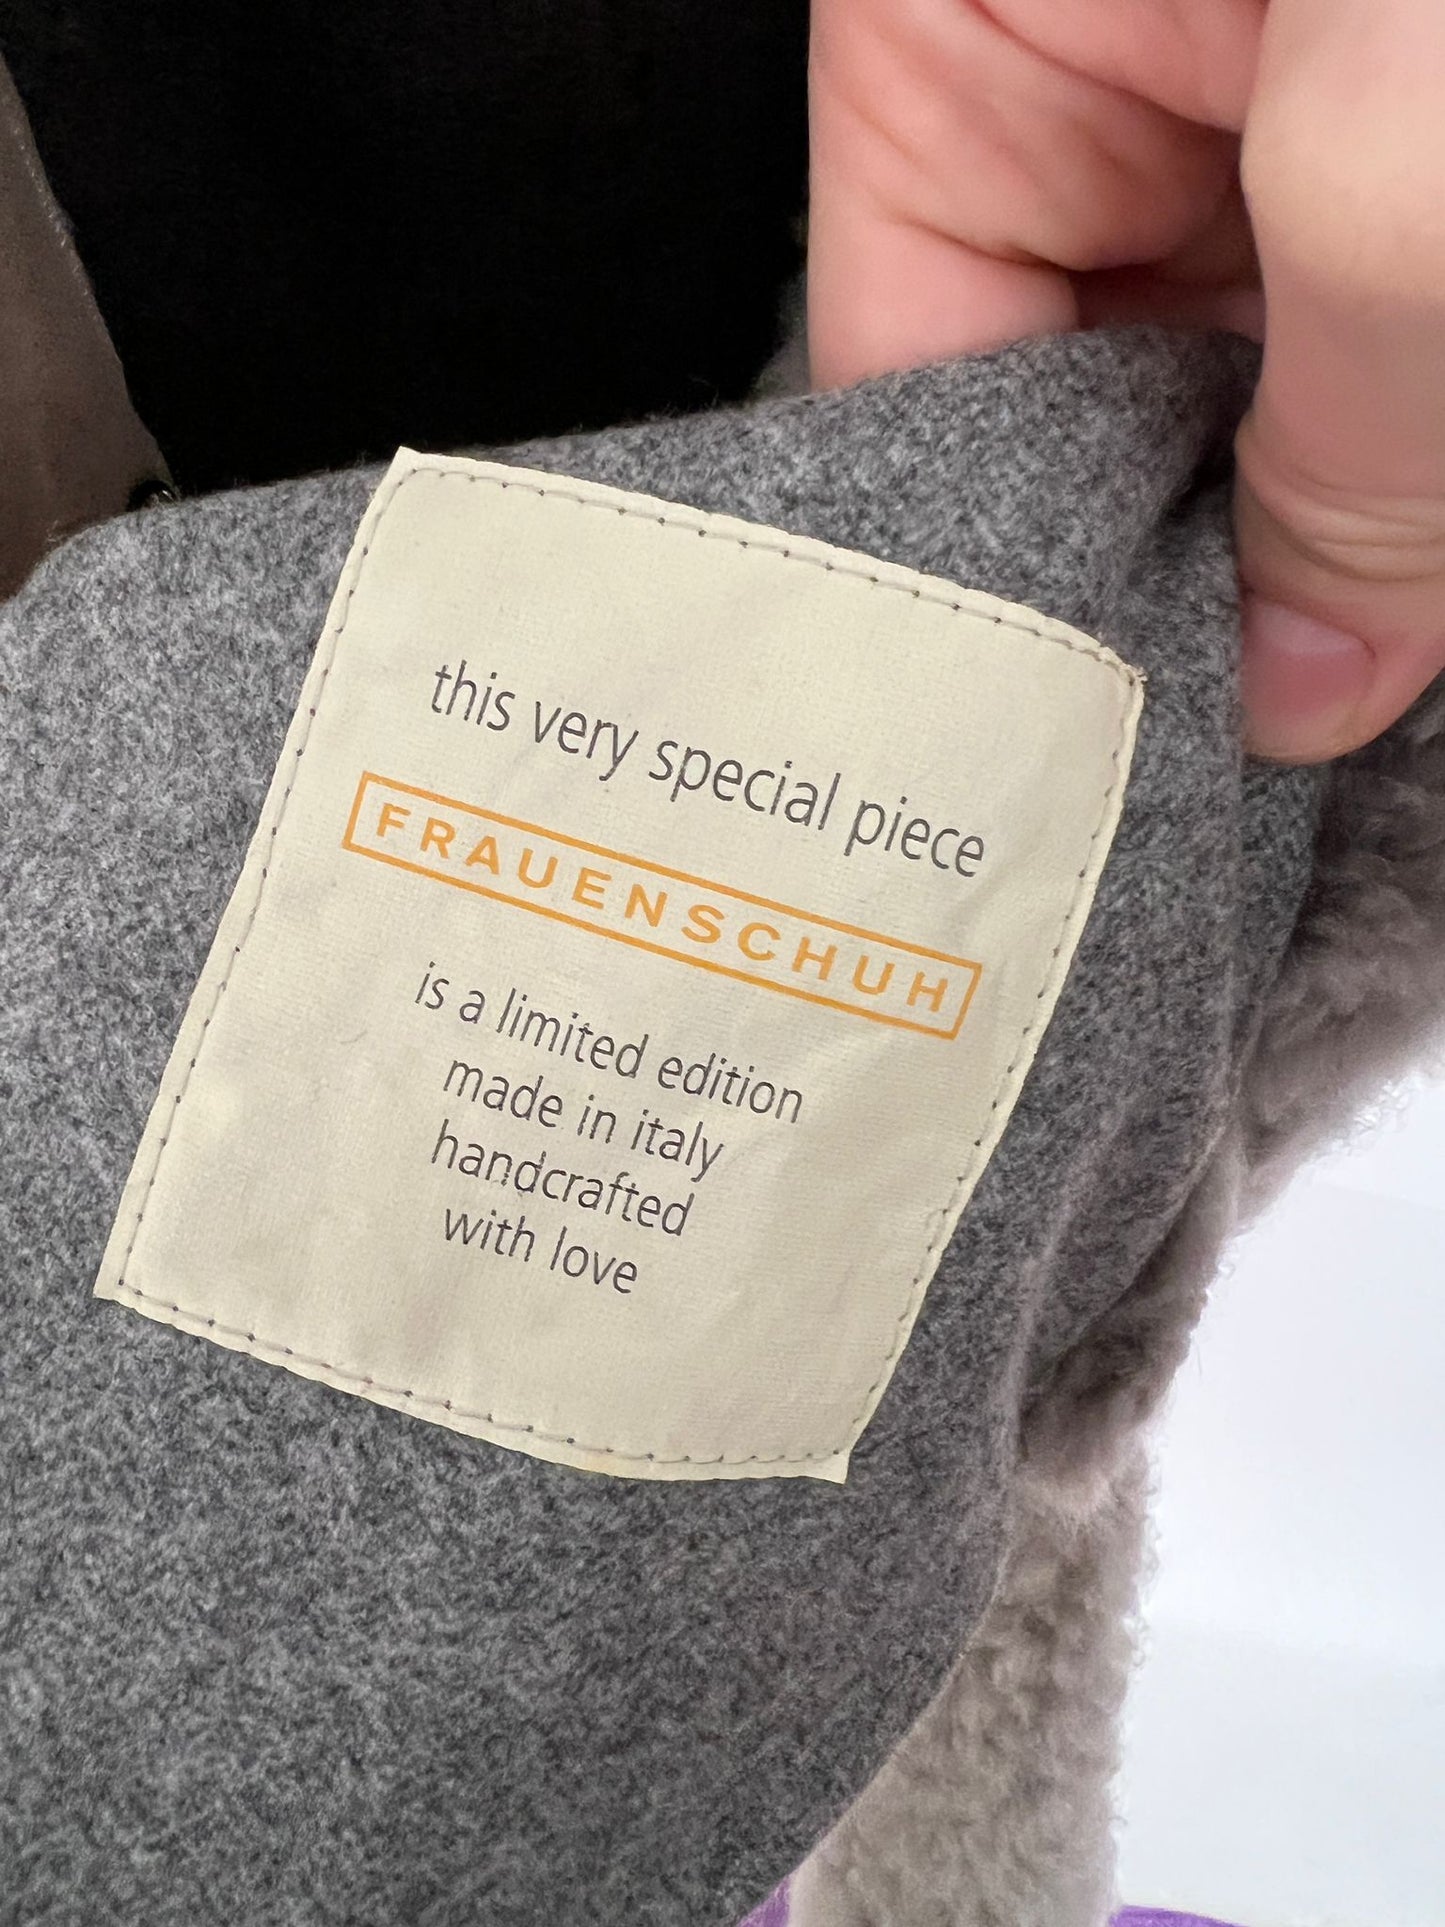 this very special piece
FRAUENSCHUH
is a limited edition
made in italy
handcrafted
with love